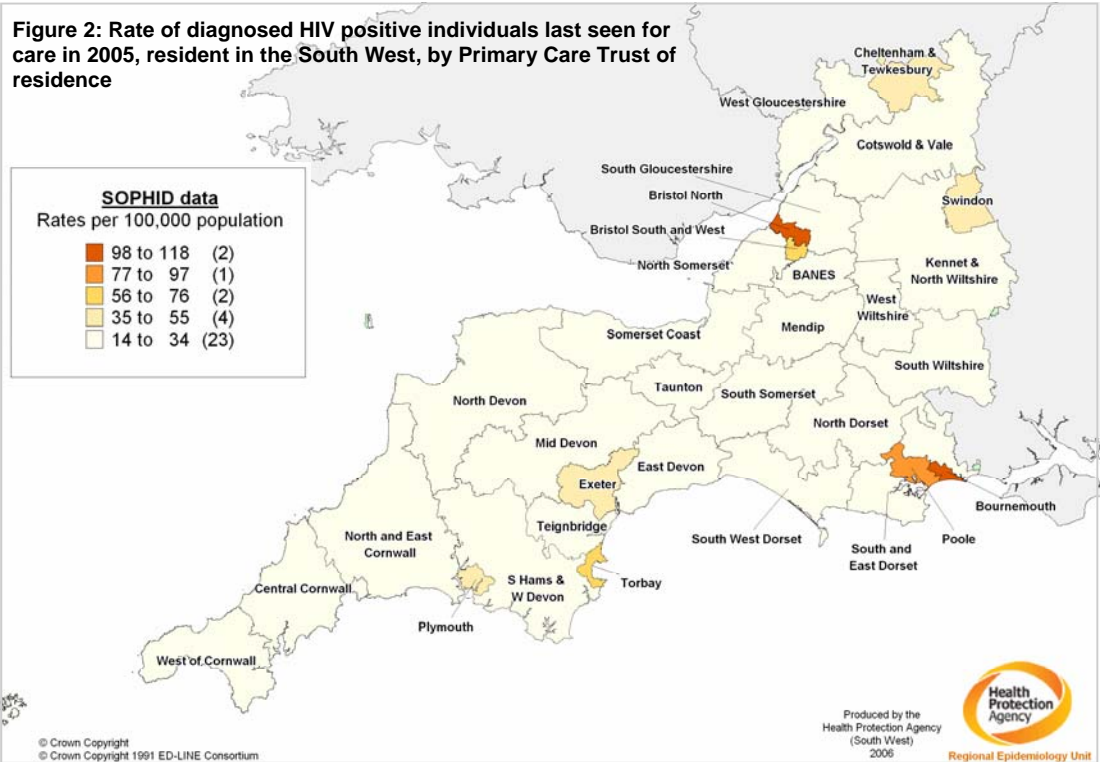 Figure 2: Rate of diagnosed HIV positive individuals last seen for
care in 2005, resident in the South West, by Primary Care Trust of
residence
SOPHID data
Rates per 100,000 population
98 to 118 (2)
77 to 97 (1)
56 to 76 (2)
35 to 55 (4)
14 to 34 (23)
Cheltenham &
Tewkesbury
West Gloucestershire
Cotswold & Vale
South Gloucestershire
Bristol North
Swindon
Bristol South and West
North Somerset
BANES
Kennet &
North Wiltshire
West
Wiltshire
Mendip
Somerset Coast
South Wiltshire
Taunton
South Somerset
North Devon
North Dorset
Mid Devon
East Devon
Exeter
Bournemouth
Teignbridge
South West Dorset
Poole
South and
East Dorset
North and East
Cornwall
Torbay
S Hams &
W Devon
Central Cornwall
Plymouth
West of Cornwall
© Crown Copyright
© Crown Copyright 1991 ED-LINE Consortium
Produced by the
Health Protection Agency
(South West)
2006
Health
Protection
Agency
Regional Epidemiology Unit